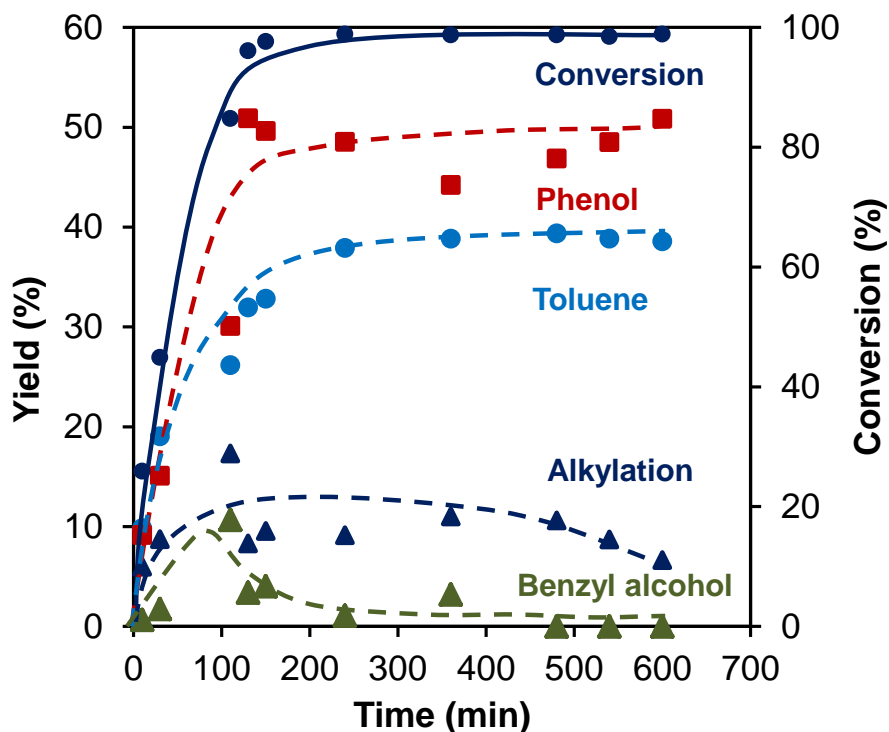 60
50
40
30
20
10
0
Yield (%)
100
80
60
40
20
0
Conversion (%)
Conversion
Phenol
Toluene
Alkylation
Benzyl alcohol
0 100 200 300 400 500 600 700
Time (min)